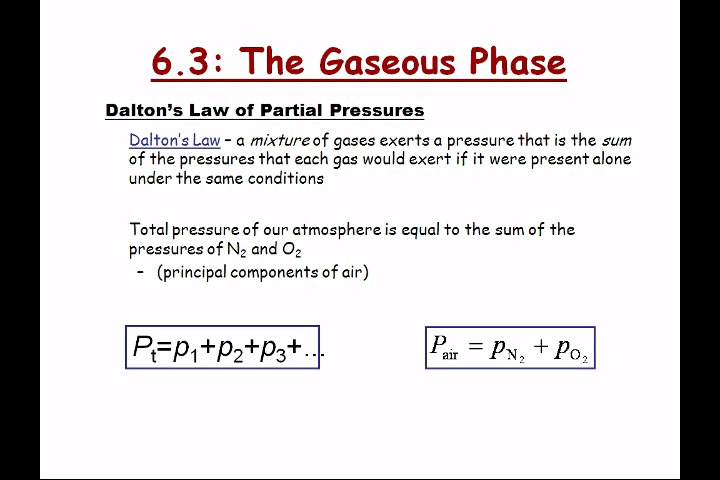 6.3: The Gaseous Phase
Dalton's Law of Partial Pressures
Dalton's Law – a mixture of gases exerts a pressure that is the sum
of the pressures that each gas would exert if it were present alone
under the same conditions
Total pressure of our atmosphere is equal to the sum of the
pressures of N₂ and O₂
– (principal components of air)
Pₜ=p₁+p₂+p₃+...
P_air = p_N₂ + p_O₂